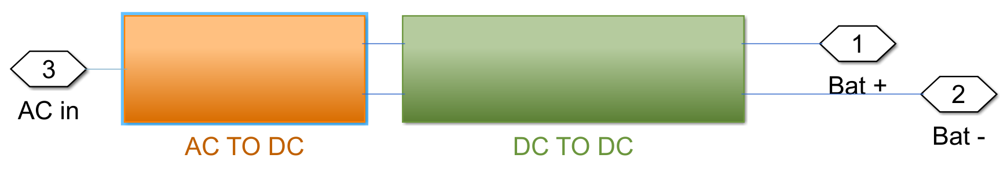 3
AC in
AC TO DC
DC TO DC
1
Bat +
2
Bat -